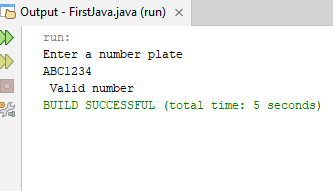 Output - FirstJava.java (run) ×
run:
Enter a number plate
ABC1234
 Valid number
BUILD SUCCESSFUL (total time: 5 seconds)